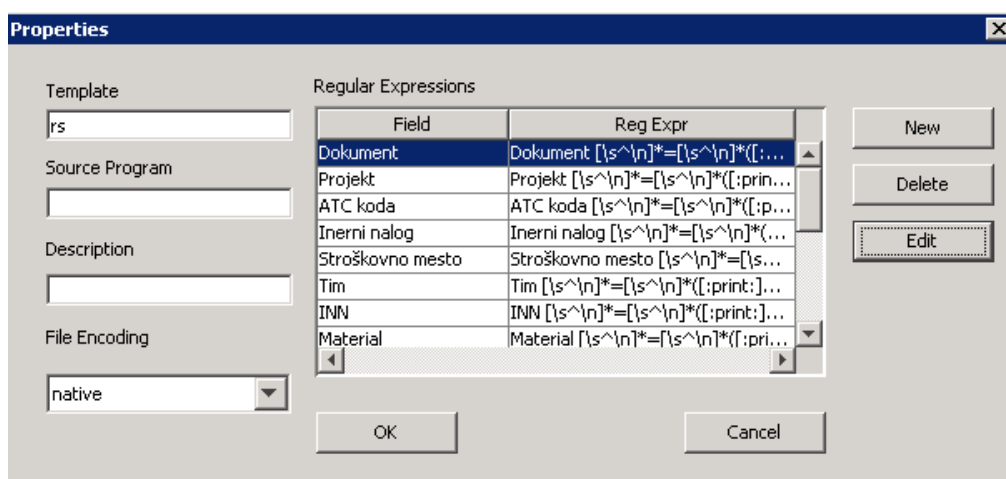 Properties
Template
rs
Source Program
Description
File Encoding
native
Regular Expressions
Field Reg Expr
Dokument Dokument [\s^\n]*=[\s^\n]*([:...
Projekt Projekt [\s^\n]*=[\s^\n]*([:prin...
ATC koda ATC koda [\s^\n]*=[\s^\n]*([:p...
Inerni nalog Inerni nalog [\s^\n]*=[\s^\n]*(...
Stroškovno mesto Stroškovno mesto [\s^\n]*=[\s...
Tim Tim [\s^\n]*=[\s^\n]*([:print:]...
INN INN [\s^\n]*=[\s^\n]*([:print:]...
Material Material [\s^\n]*=[\s^\n]*([:pri...
New
Delete
Edit
OK Cancel